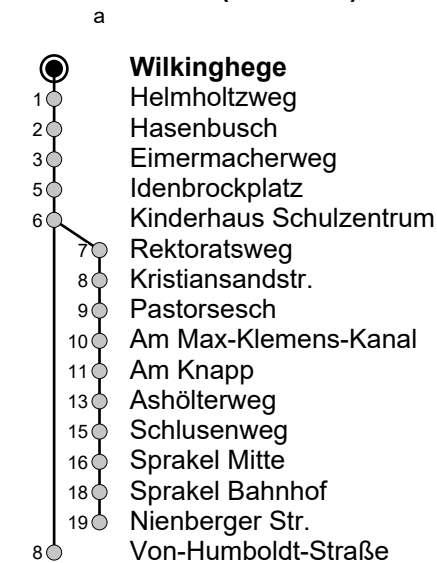 a
Wilkinghege
1 Helmholtzweg
2 Hasenbusch
3 Eimermacherweg
5 Idenbrockplatz
6 Kinderhaus Schulzentrum
7 Rektoratsweg
8 Kristiansandstr.
9 Pastorsesch
10 Am Max-Klemens-Kanal
11 Am Knapp
13 Ashölterweg
15 Schlusenweg
16 Sprakel Mitte
18 Sprakel Bahnhof
19 Nienberger Str.
8 Von-Humboldt-Straße